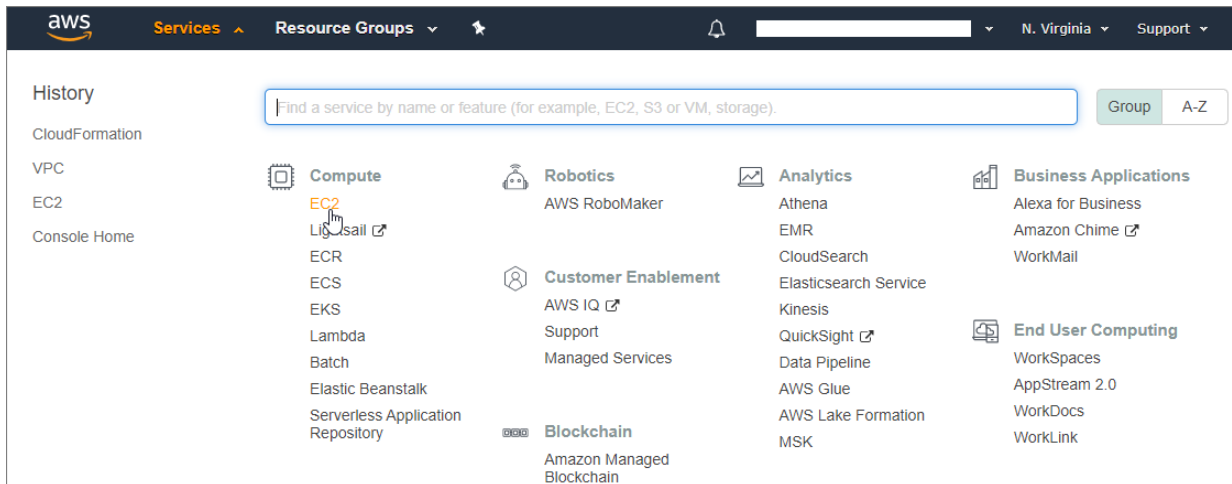 aws Services Resource Groups N. Virginia Support
History
CloudFormation
VPC
EC2
Console Home
Find a service by name or feature (for example, EC2, S3 or VM, storage).
Group A-Z
Compute
EC2
Lightsail
ECR
ECS
EKS
Lambda
Batch
Elastic Beanstalk
Serverless Application
Repository
Robotics
AWS RoboMaker
Customer Enablement
AWS IQ
Support
Managed Services
Blockchain
Amazon Managed
Blockchain
Analytics
Athena
EMR
CloudSearch
Elasticsearch Service
Kinesis
QuickSight
Data Pipeline
AWS Glue
AWS Lake Formation
MSK
Business Applications
Alexa for Business
Amazon Chime
WorkMail
End User Computing
WorkSpaces
AppStream 2.0
WorkDocs
WorkLink